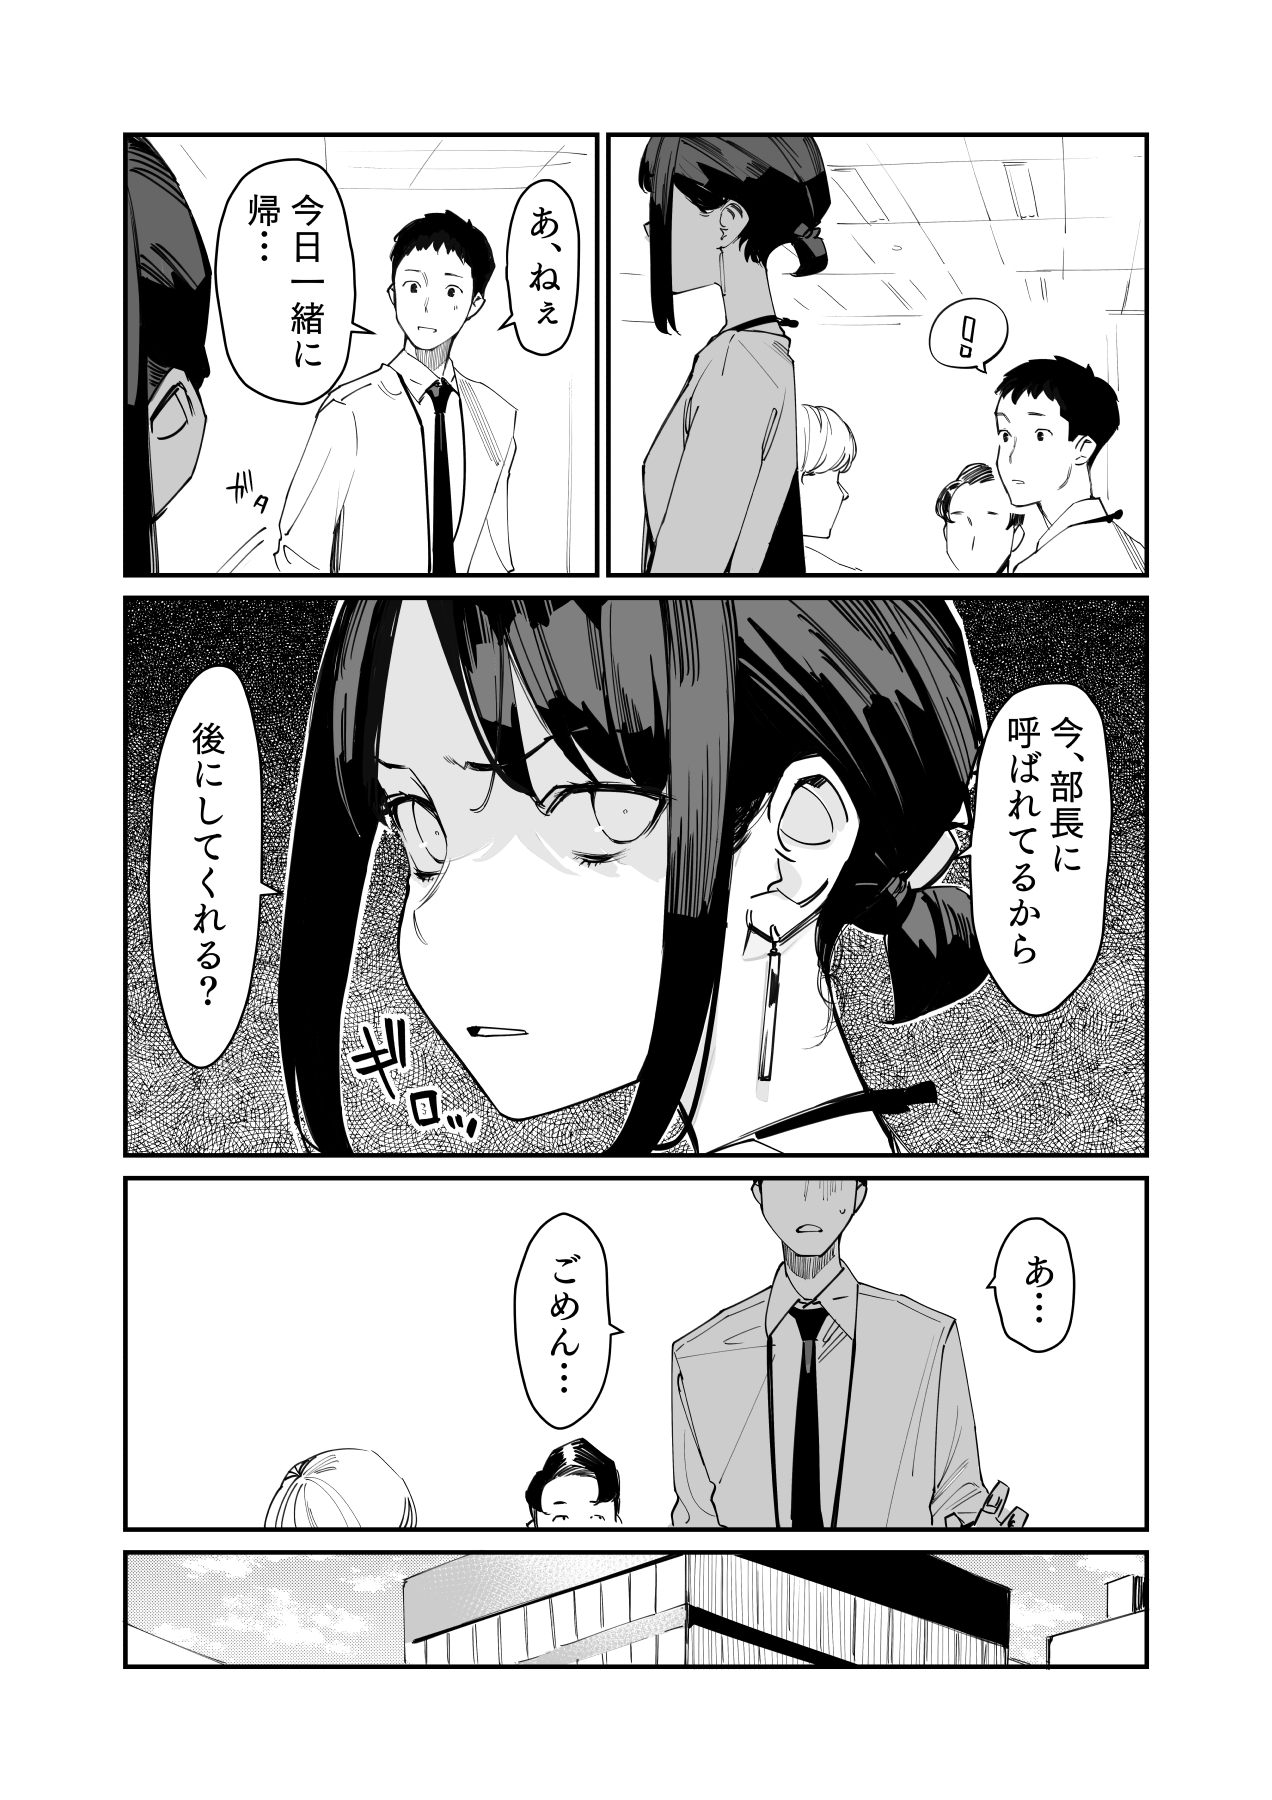 ！
あ、ねぇ
今日一緒に
帰…
ガタ
今、部長に
呼ばれてるから
後にしてくれる？
ギロッ
あ…
ごめん…